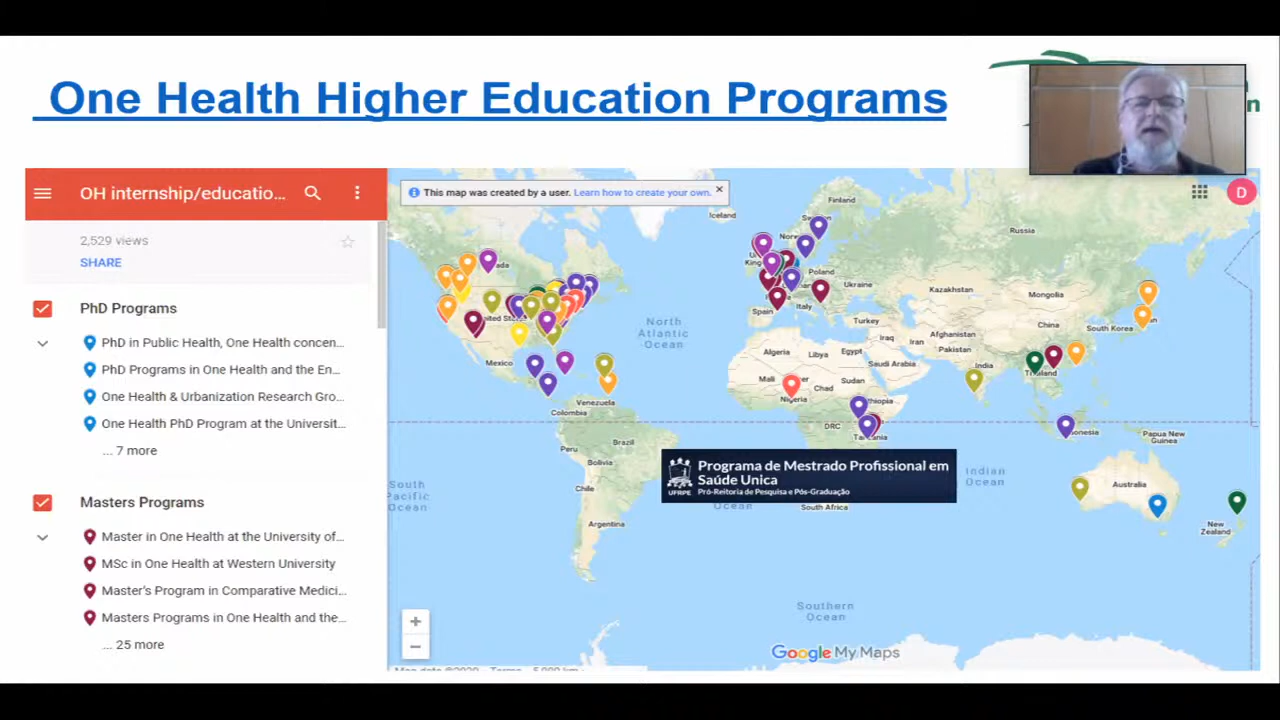 One Health Higher Education Programs
n
OH internship/educatio...
2,529 views
SHARE
PhD Programs
PhD in Public Health, One Health concen...
PhD Programs in One Health and the En...
One Health & Urbanization Research Gro...
One Health PhD Program at the Universit...
... 7 more
Masters Programs
Master in One Health at the University of...
MSc in One Health at Western University
Master's Program in Comparative Medici...
Masters Programs in One Health and the...
... 25 more
This map was created by a user. Learn how to create your own.
D
Iceland
Finland
Russia
Poland
Ukraine
Kazakhstan
Mongolia
Spain
Italy
Turkey
Afghanistan
China
South Korea
North
Atlantic
Ocean
Iraq
Iran
Pakistan
Algeria
Libya
Egypt
Saudi Arabia
India
Thailand
Mexico
Mali
Chad
Sudan
Nigeria
Venezuela
Colombia
DRC
Papua New
Guinea
Peru
Brazil
Bolivia
Chile
Argentina
South
Pacific
Ocean
Programa de Mestrado Profissional em
Saúde Unica
UFRPE
Pró-Reitoria de Pesquisa e Pós-Graduação
Indian
Ocean
Australia
South Africa
New
Zealand
Southern
Ocean
Google My Maps